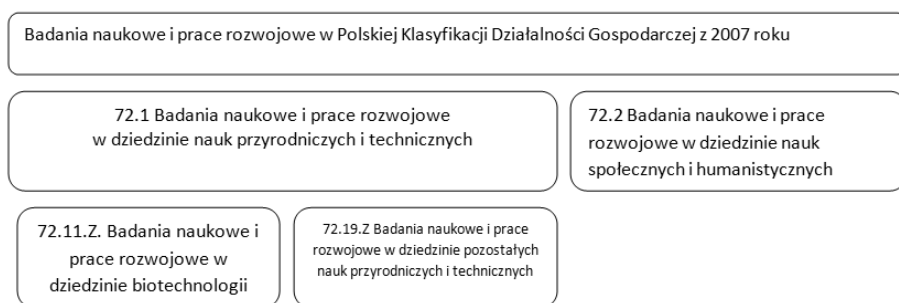 Badania naukowe i prace rozwojowe w Polskiej Klasyfikacji Działalności Gospodarczej z 2007 roku
72.1 Badania naukowe i prace rozwojowe
w dziedzinie nauk przyrodniczych i technicznych
72.2 Badania naukowe i prace
rozwojowe w dziedzinie nauk
społecznych i humanistycznych
72.11.Z. Badania naukowe i
prace rozwojowe w
dziedzinie biotechnologii
72.19.Z Badania naukowe i prace
rozwojowe w dziedzinie pozostałych
nauk przyrodniczych i technicznych